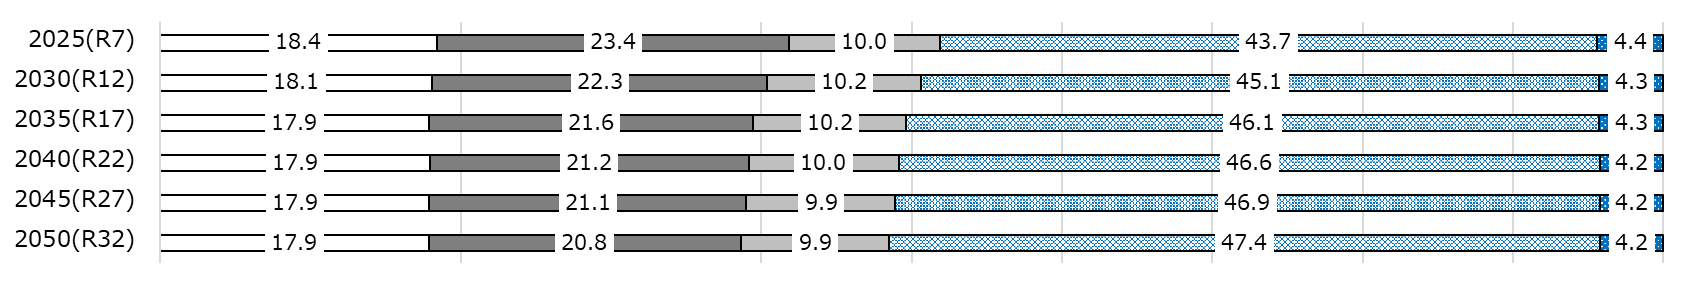 2025(R7) 18.4 23.4 10.0 43.7 4.4
2030(R12) 18.1 22.3 10.2 45.1 4.3
2035(R17) 17.9 21.6 10.2 46.1 4.3
2040(R22) 17.9 21.2 10.0 46.6 4.2
2045(R27) 17.9 21.1 9.9 46.9 4.2
2050(R32) 17.9 20.8 9.9 47.4 4.2